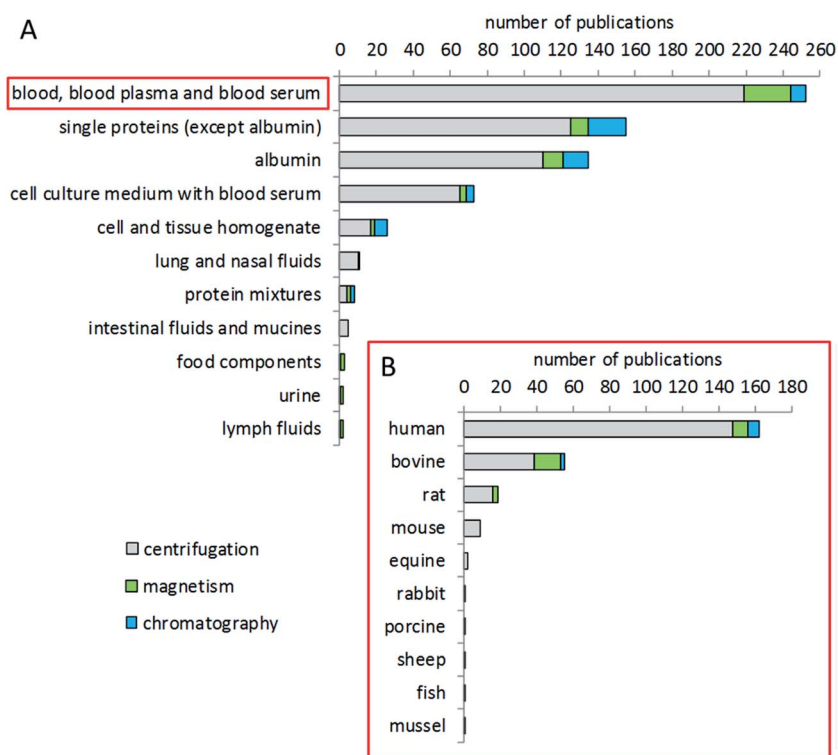 A
number of publications
0 20 40 60 80 100 120 140 160 180 200 220 240 260
blood, blood plasma and blood serum
single proteins (except albumin)
albumin
cell culture medium with blood serum
cell and tissue homogenate
lung and nasal fluids
protein mixtures
intestinal fluids and mucines
food components
urine
lymph fluids
centrifugation
magnetism
chromatography
B
number of publications
0 20 40 60 80 100 120 140 160 180
human
bovine
rat
mouse
equine
rabbit
porcine
sheep
fish
mussel